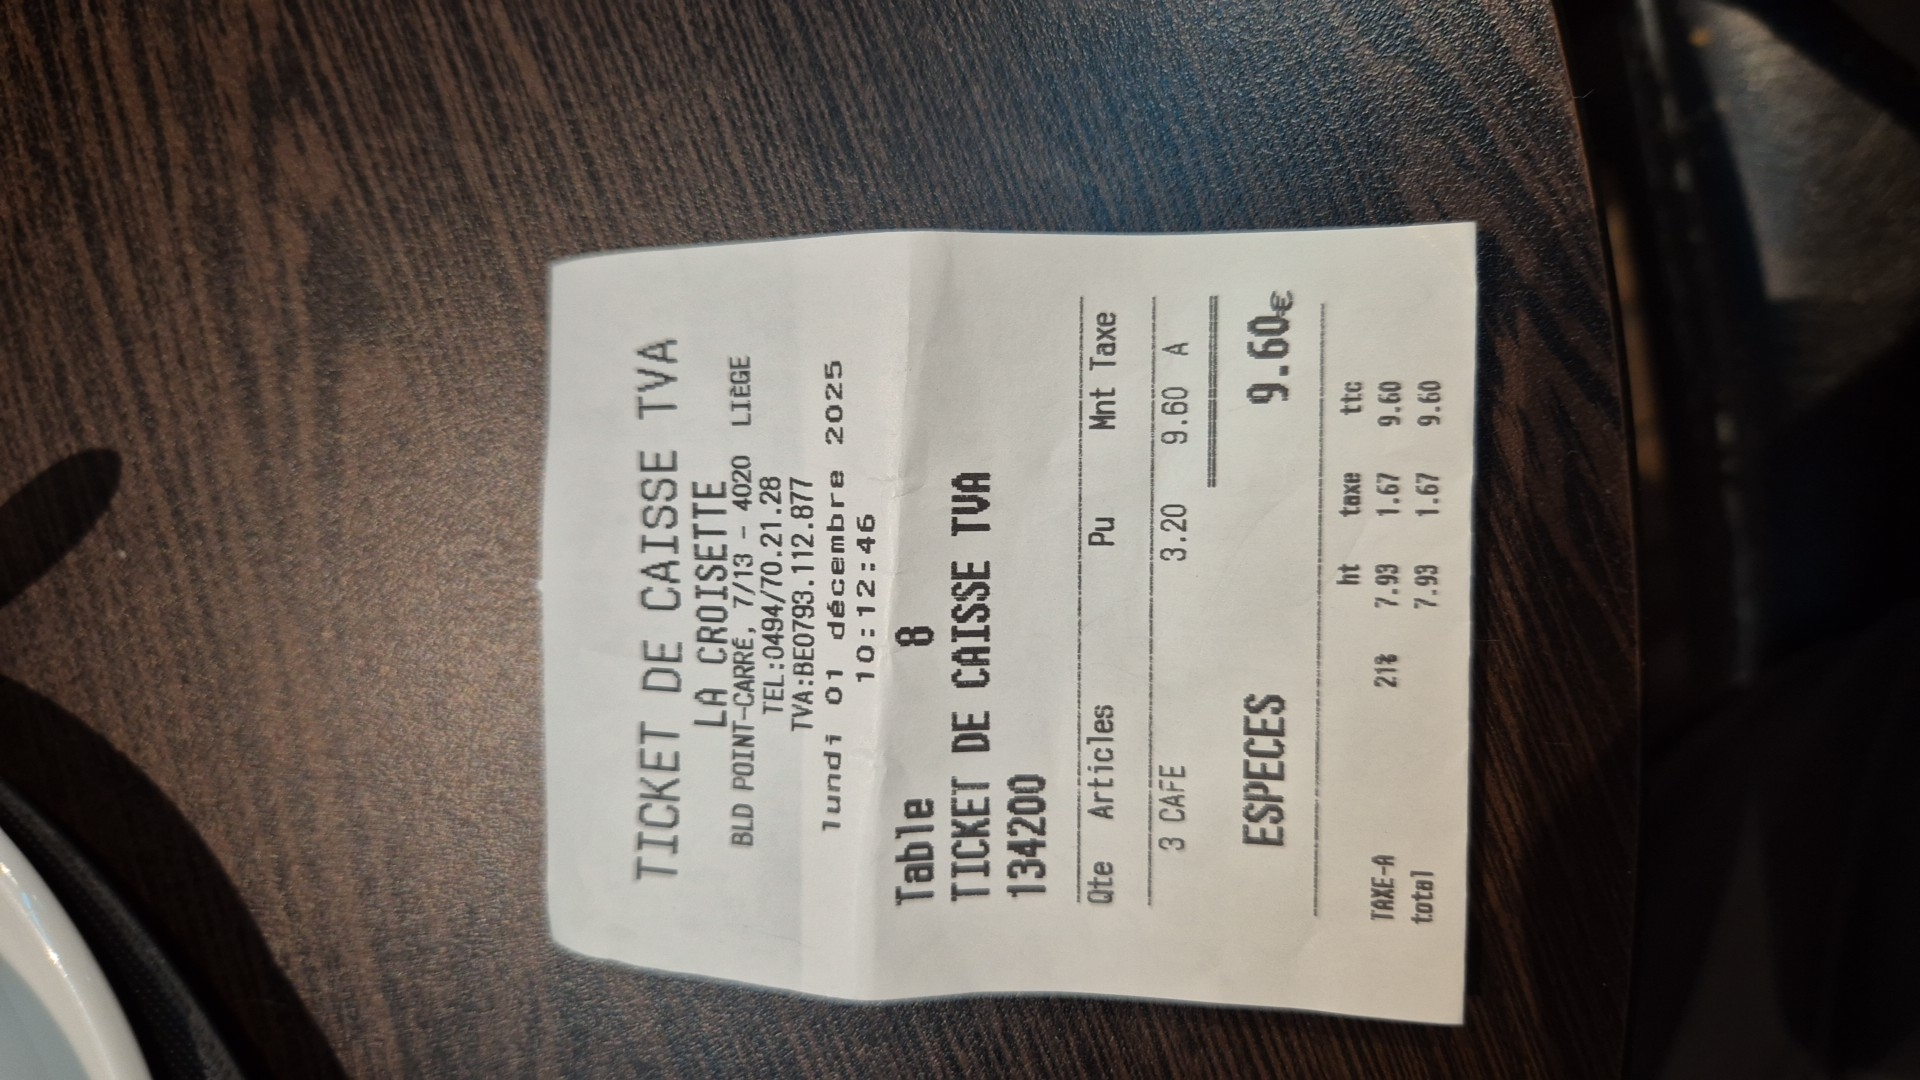 TICKET DE CAISSE TVA
LA CROISETTE
BLD POINT-CARRÉ, 7/13 - 4020 LIÈGE
TEL:0494/70.21.28
TVA:BE0793.112.877
lundi 01 décembre 2025
10:12:46
Table 8
TICKET DE CAISSE TVA
134200
Qte Articles Pu Mnt Taxe
3 CAFE 3.20 9.60 A
ESPECES 9.60€
ht taxe ttc
TAXE-A 21% 7.93 1.67 9.60
total 7.93 1.67 9.60